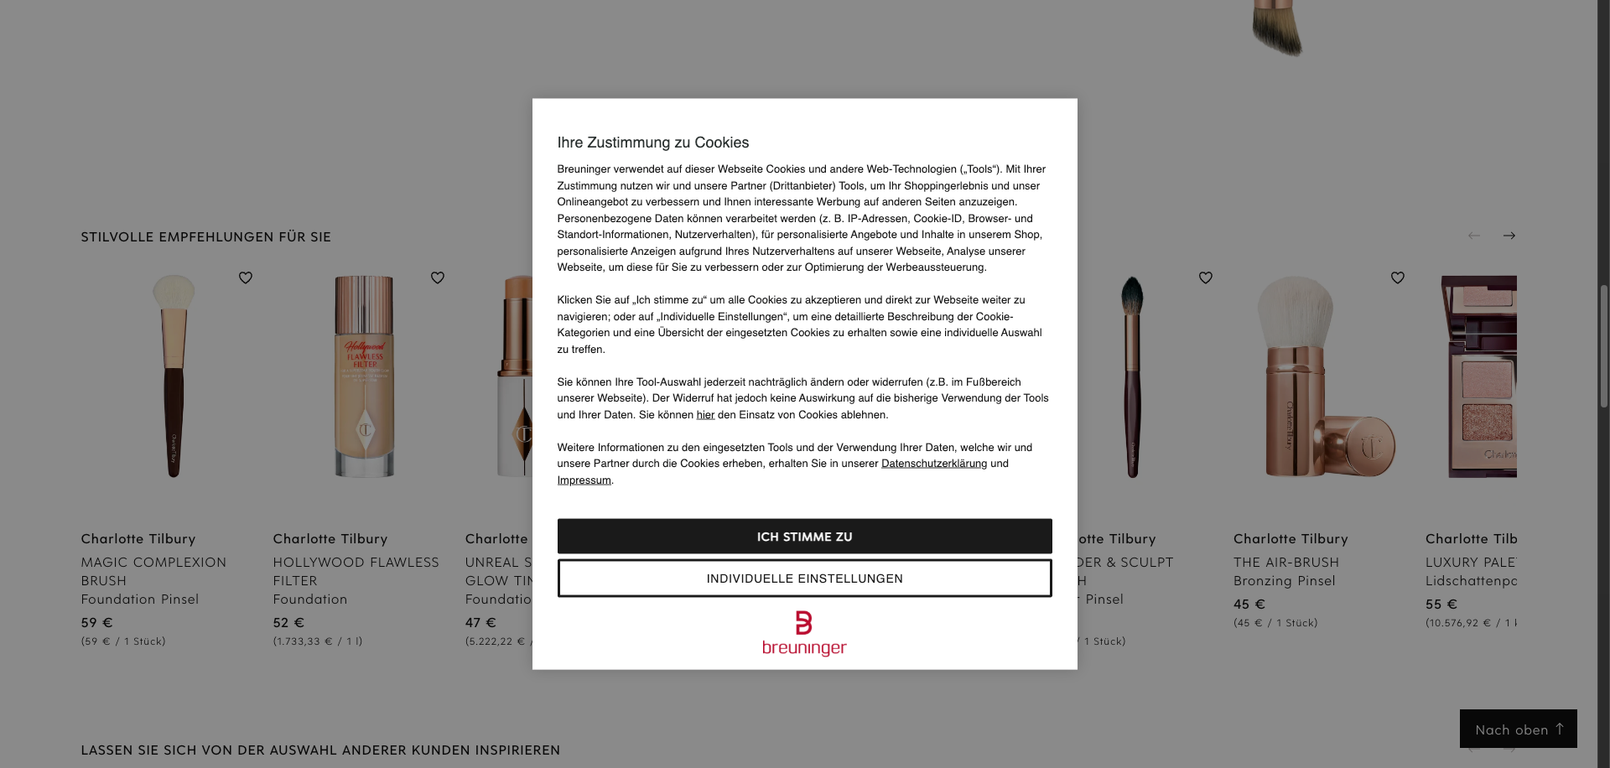 STILVOLLE EMPFEHLUNGEN FÜR SIE
Hollywood
FLAWLESS
FILTER
Charlotte Tilbury
MAGIC COMPLEXION
BRUSH
Foundation Pinsel
59 €
(59 € / 1 Stück)
Charlotte Tilbury
HOLLYWOOD FLAWLESS
FILTER
Foundation
52 €
(1.733,33 € / 1 l)
Charlotte
UNREAL S
GLOW TIN
Foundatio
47 €
(5.222,22 € /
Ihre Zustimmung zu Cookies
Breuninger verwendet auf dieser Webseite Cookies und andere Web-Technologien („Tools“). Mit Ihrer
Zustimmung nutzen wir und unsere Partner (Drittanbieter) Tools, um Ihr Shoppingerlebnis und unser
Onlineangebot zu verbessern und Ihnen interessante Werbung auf anderen Seiten anzuzeigen.
Personenbezogene Daten können verarbeitet werden (z. B. IP-Adressen, Cookie-ID, Browser- und
Standort-Informationen, Nutzerverhalten), für personalisierte Angebote und Inhalte in unserem Shop,
personalisierte Anzeigen aufgrund Ihres Nutzerverhaltens auf unserer Webseite, Analyse unserer
Webseite, um diese für Sie zu verbessern oder zur Optimierung der Werbeaussteuerung.
Klicken Sie auf „Ich stimme zu“ um alle Cookies zu akzeptieren und direkt zur Webseite weiter zu
navigieren; oder auf „Individuelle Einstellungen“, um eine detaillierte Beschreibung der Cookie-
Kategorien und eine Übersicht der eingesetzten Cookies zu erhalten sowie eine individuelle Auswahl
zu treffen.
Sie können Ihre Tool-Auswahl jederzeit nachträglich ändern oder widerrufen (z.B. im Fußbereich
unserer Webseite). Der Widerruf hat jedoch keine Auswirkung auf die bisherige Verwendung der Tools
und Ihrer Daten. Sie können hier den Einsatz von Cookies ablehnen.
Weitere Informationen zu den eingesetzten Tools und der Verwendung Ihrer Daten, welche wir und
unsere Partner durch die Cookies erheben, erhalten Sie in unserer Datenschutzerklärung und
Impressum.
ICH STIMME ZU
INDIVIDUELLE EINSTELLUNGEN
breuninger
otte Tilbury
DER & SCULPT
H
r Pinsel
/ 1 Stück)
Charlotte Tilbury
THE AIR-BRUSH
Bronzing Pinsel
45 €
(45 € / 1 Stück)
Charlotte Tilb
LUXURY PALE
Lidschattenpa
55 €
(10.576,92 € / 1 k
Nach oben ↑
LASSEN SIE SICH VON DER AUSWAHL ANDERER KUNDEN INSPIRIEREN